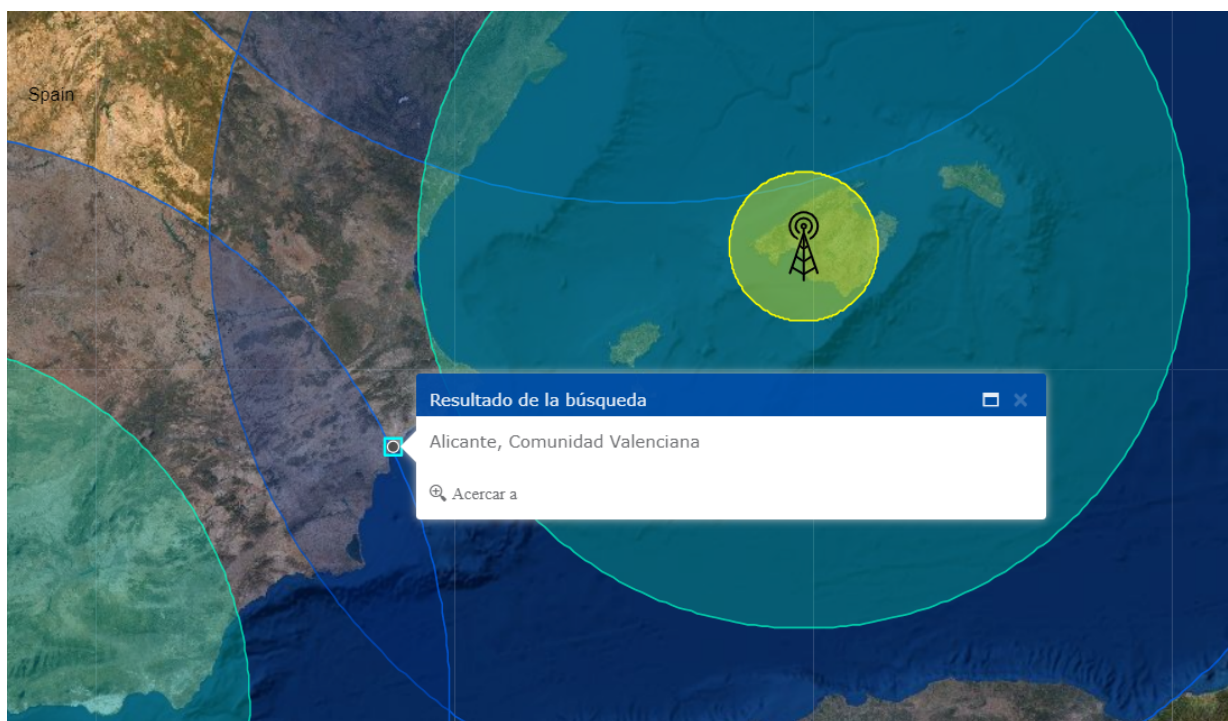 Spain
Resultado de la búsqueda
Alicante, Comunidad Valenciana
Acercar a